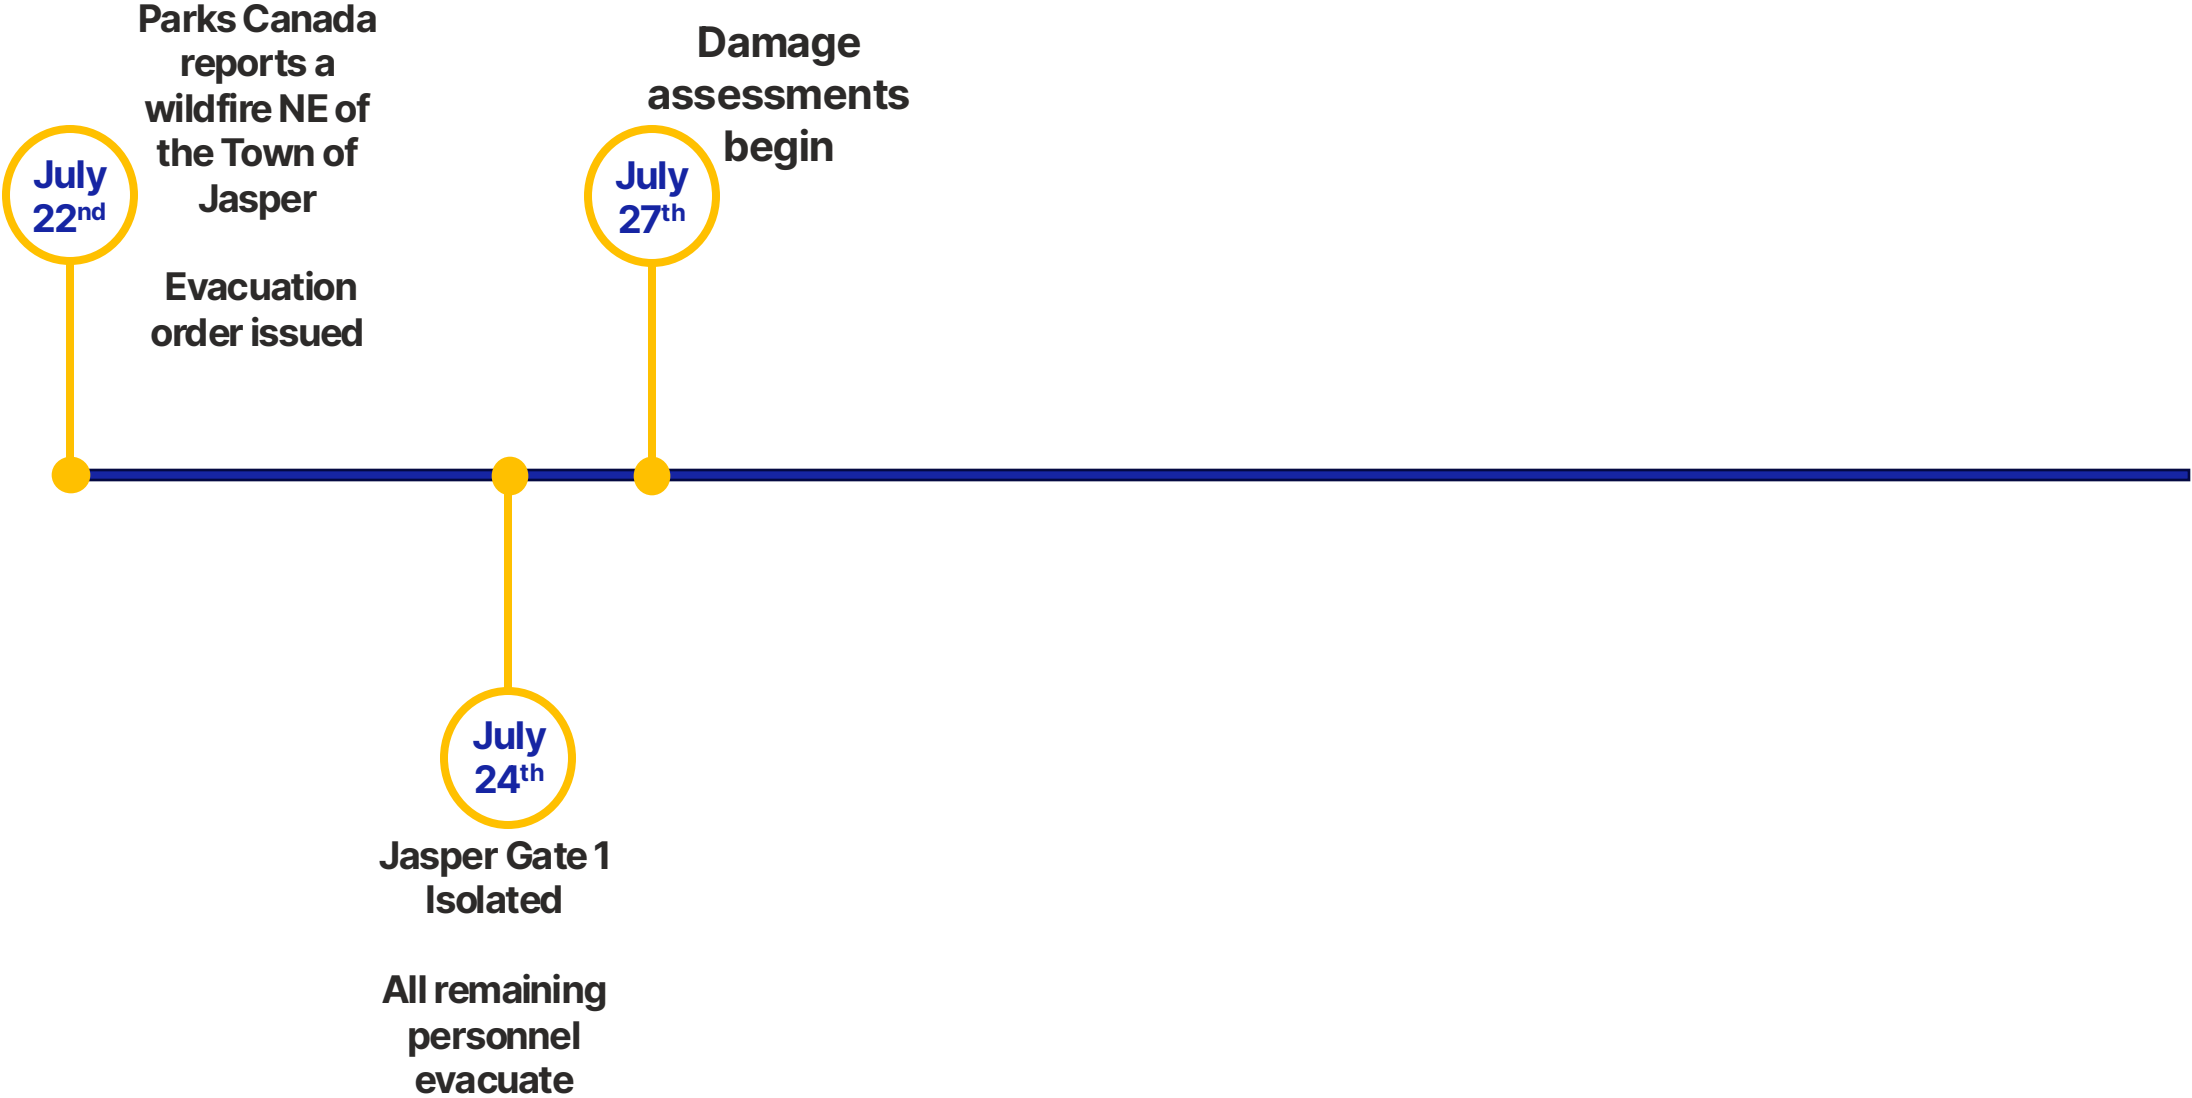 July
22nd
Parks Canada
reports a
wildfire NE of
the Town of
Jasper
Evacuation
order issued
July
24th
Jasper Gate 1
Isolated
All remaining
personnel
evacuate
July
27th
Damage
assessments
begin